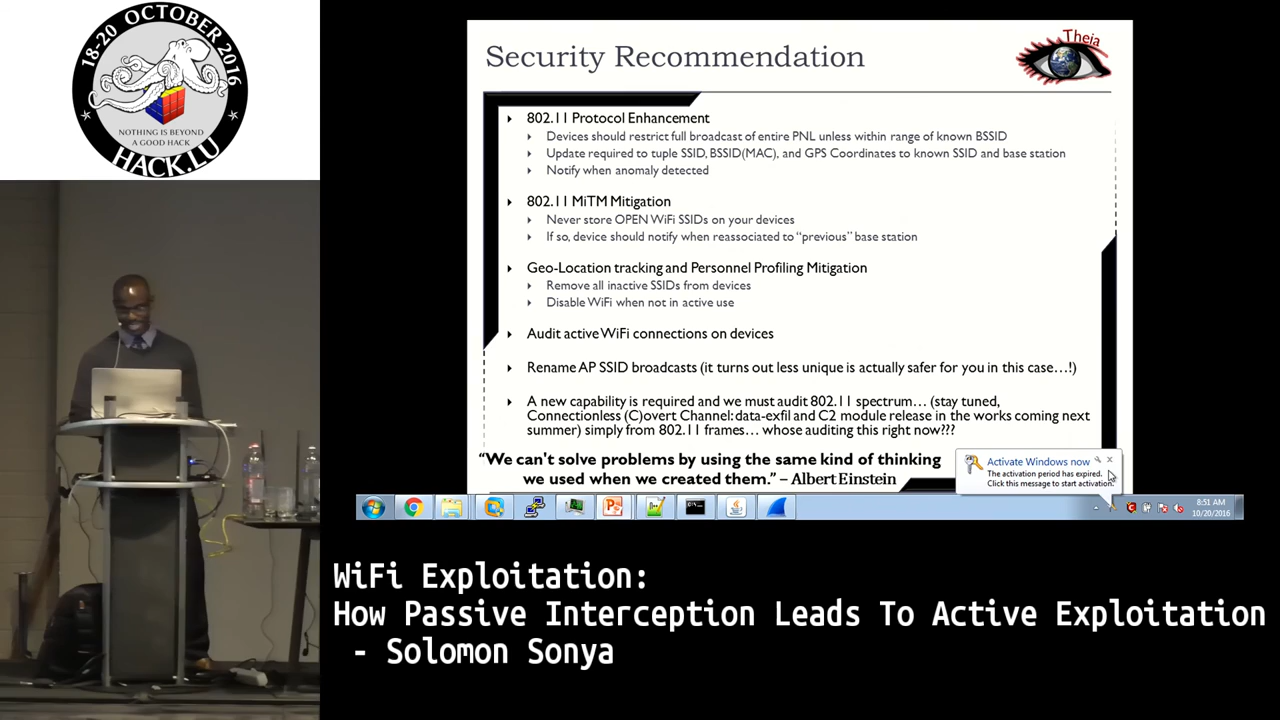 18-20 OCTOBER 2016
NOTHING IS BEYOND
A GOOD HACK
HACK.LU
Security Recommendation
Theia
802.11 Protocol Enhancement
Devices should restrict full broadcast of entire PNL unless within range of known BSSID
Update required to tuple SSID, BSSID(MAC), and GPS Coordinates to known SSID and base station
Notify when anomaly detected
802.11 MiTM Mitigation
Never store OPEN WiFi SSIDs on your devices
If so, device should notify when reassociated to “previous” base station
Geo-Location tracking and Personnel Profiling Mitigation
Remove all inactive SSIDs from devices
Disable WiFi when not in active use
Audit active WiFi connections on devices
Rename AP SSID broadcasts (it turns out less unique is actually safer for you in this case…!)
A new capability is required and we must audit 802.11 spectrum… (stay tuned,
Connectionless (C)overt Channel: data-exfil and C2 module release in the works coming next
summer) simply from 802.11 frames… whose auditing this right now???
“We can't solve problems by using the same kind of thinking
we used when we created them.” – Albert Einstein
Activate Windows now
The activation period has expired.
Click this message to start activation.
8:51 AM
10/20/2016
WiFi Exploitation:
How Passive Interception Leads To Active Exploitation
- Solomon Sonya